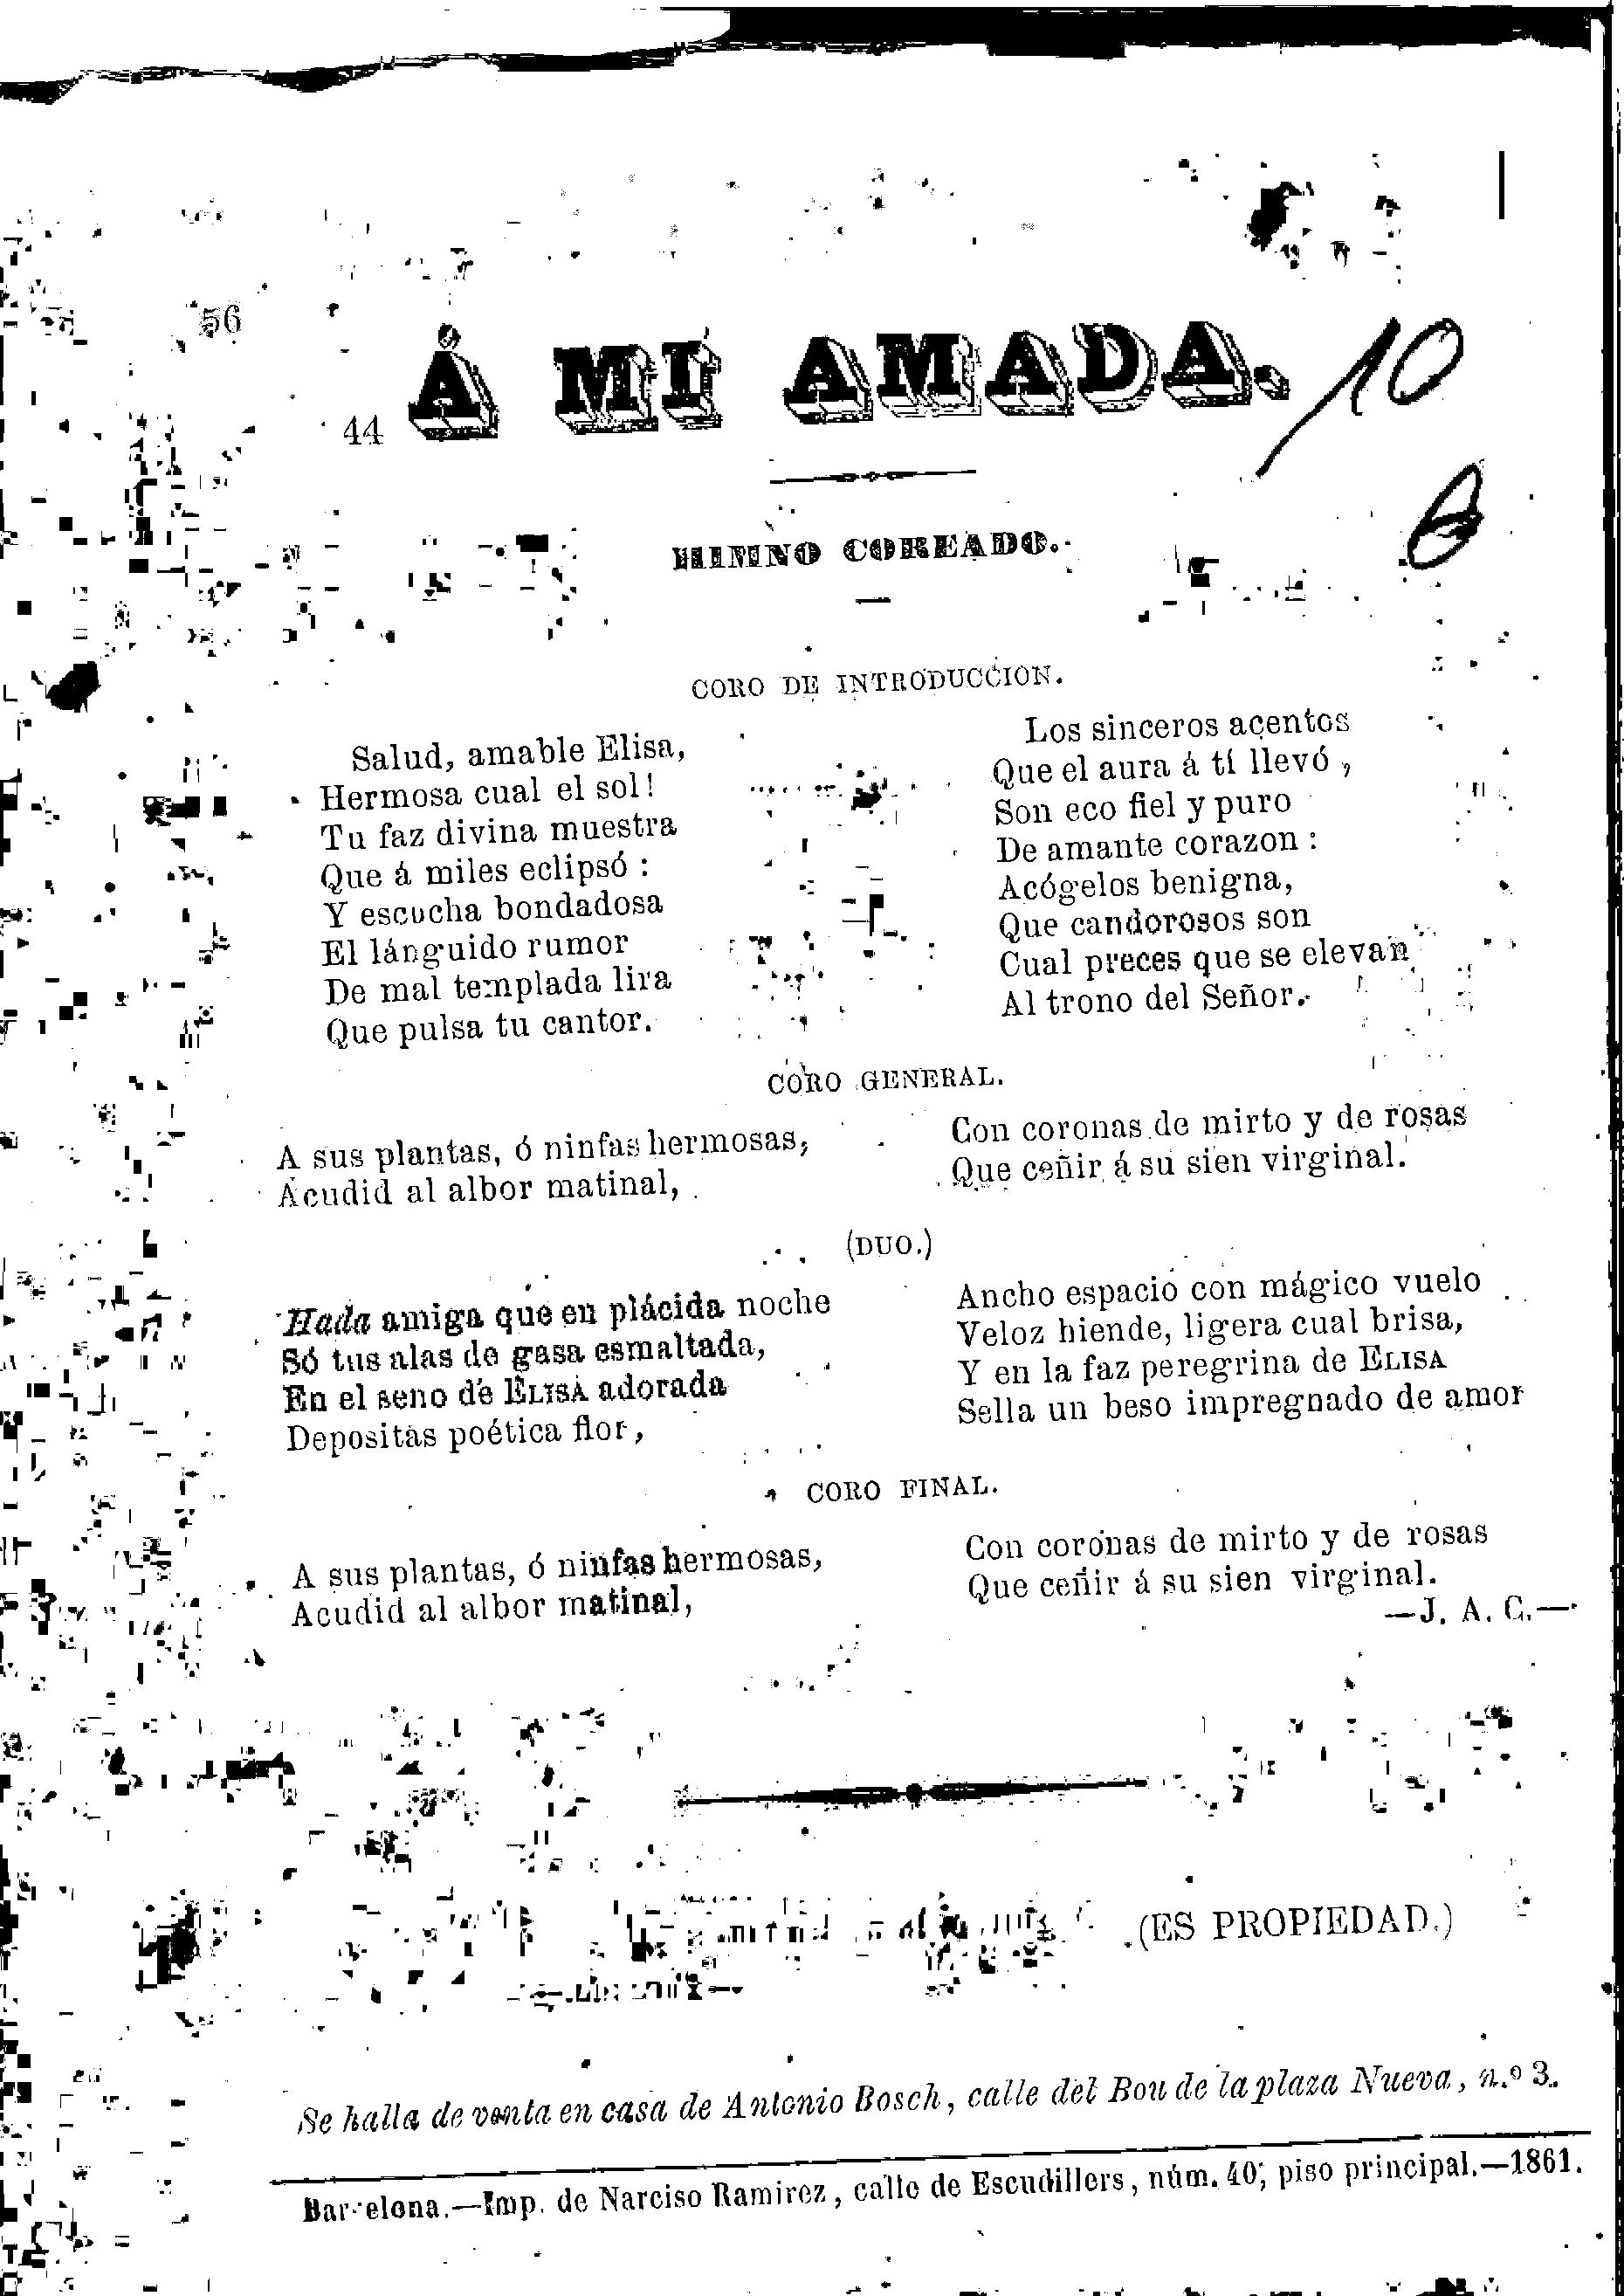 56
44
À MI AMADA.
10
HIMNO COREADO.
CORO DE INTRODUCCION.
Salud, amable Elisa,
Hermosa cual el sol!
Tu faz divina muestra
Que á miles eclipsó:
Y escucha bondadosa
El lánguido rumor
De mal templada lira
Que pulsa tu cantor.
Los sinceros acentos
Que el aura á tí llevó,
Son eco fiel y puro
De amante corazon:
Acógelos benigna,
Que candorosos son
Cual preces que se elevan
Al trono del Señor.
CORO GENERAL.
A sus plantas, ó ninfas hermosas,
Acudid al albor matinal,
Con coronas de mirto y de rosas
Que ceñir á su sien virginal.
(DUO.)
Hada amiga que en plácida noche
Só tus alas de gasa esmaltada,
En el seno de ELISA adorada
Depositas poética flor,
Ancho espacio con mágico vuelo
Veloz hiende, ligera cual brisa,
Y en la faz peregrina de ELISA
Sella un beso impregnado de amor
CORO FINAL.
A sus plantas, ó ninfas hermosas,
Acudid al albor matinal,
Con coronas de mirto y de rosas
Que ceñir á su sien virginal.
—J. A. C.—
(ES PROPIEDAD.)
Se halla de venta en casa de Antonio Bosch, calle del Bou de la plaza Nueva, n.º 3.
Barcelona.—Imp. de Narciso Ramirez, calle de Escudillers, núm. 40, piso principal.—1861.